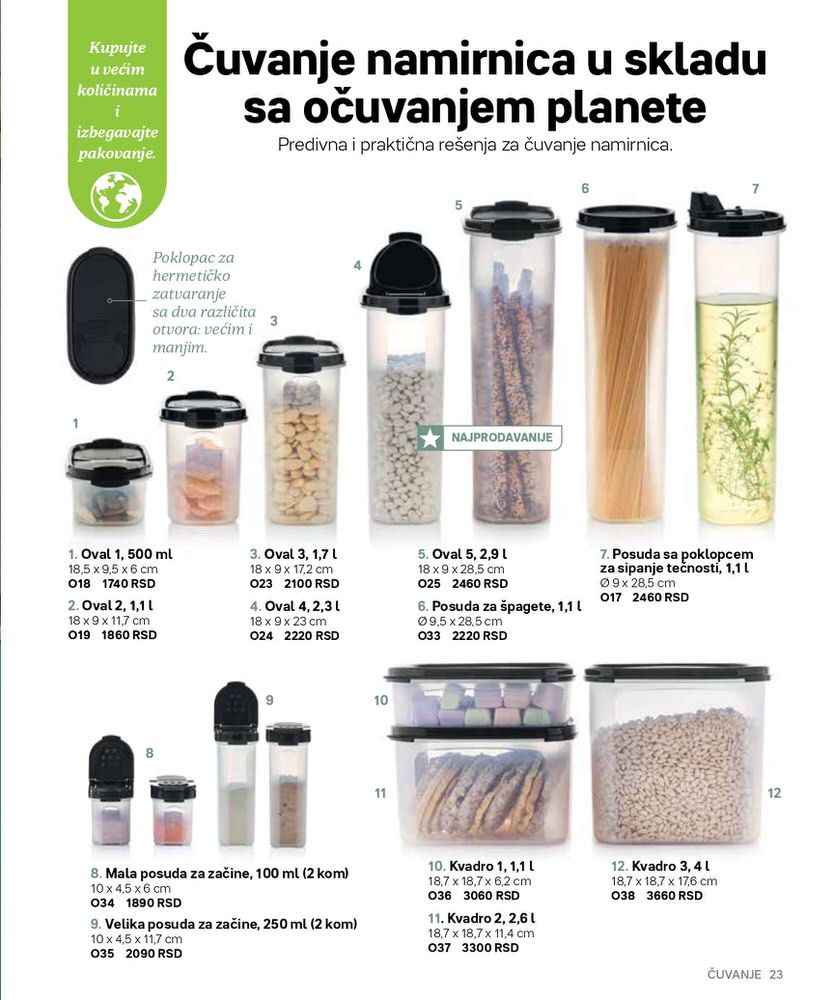 Kupujte
u većim
količinama
i
izbegavajte
pakovanje.
Čuvanje namirnica u skladu
sa očuvanjem planete
Predivna i praktična rešenja za čuvanje namirnica.
Poklopac za
hermetičko
zatvaranje
sa dva različita
otvora: većim i
manjim.
1
2
3
4
5
6
7
NAJPRODAVANIJE
1. Oval 1, 500 ml
18,5 x 9,5 x 6 cm
O18 1740 RSD
2. Oval 2, 1,1 l
18 x 9 x 11,7 cm
O19 1860 RSD
3. Oval 3, 1,7 l
18 x 9 x 17,2 cm
O23 2100 RSD
4. Oval 4, 2,3 l
18 x 9 x 23 cm
O24 2220 RSD
5. Oval 5, 2,9 l
18 x 9 x 28,5 cm
O25 2460 RSD
6. Posuda za špagete, 1,1 l
Ø 9,5 x 28,5 cm
O33 2220 RSD
7. Posuda sa poklopcem
za sipanje tečnosti, 1,1 l
Ø 9 x 28,5 cm
O17 2460 RSD
8
9
10
11
12
8. Mala posuda za začine, 100 ml (2 kom)
10 x 4,5 x 6 cm
O34 1890 RSD
9. Velika posuda za začine, 250 ml (2 kom)
10 x 4,5 x 11,7 cm
O35 2090 RSD
10. Kvadro 1, 1,1 l
18,7 x 18,7 x 6,2 cm
O36 3060 RSD
11. Kvadro 2, 2,6 l
18,7 x 18,7 x 11,4 cm
O37 3300 RSD
12. Kvadro 3, 4 l
18,7 x 18,7 x 17,6 cm
O38 3660 RSD
ČUVANJE 23